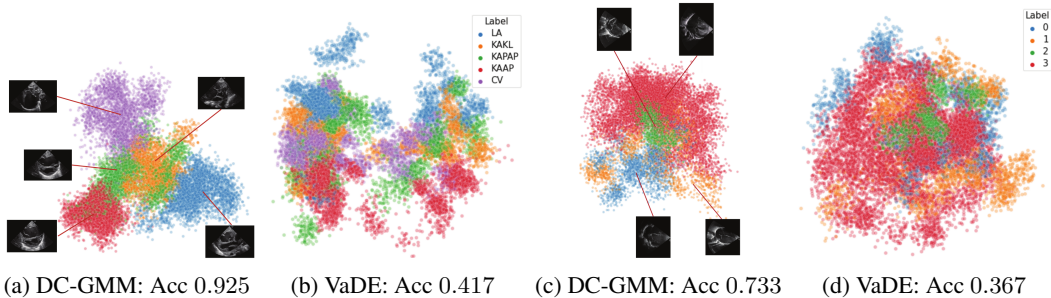 Label
LA
KAKL
KAPAP
KAAP
CV
Label
0
1
2
3
(a) DC-GMM: Acc 0.925
(b) VaDE: Acc 0.417
(c) DC-GMM: Acc 0.733
(d) VaDE: Acc 0.367